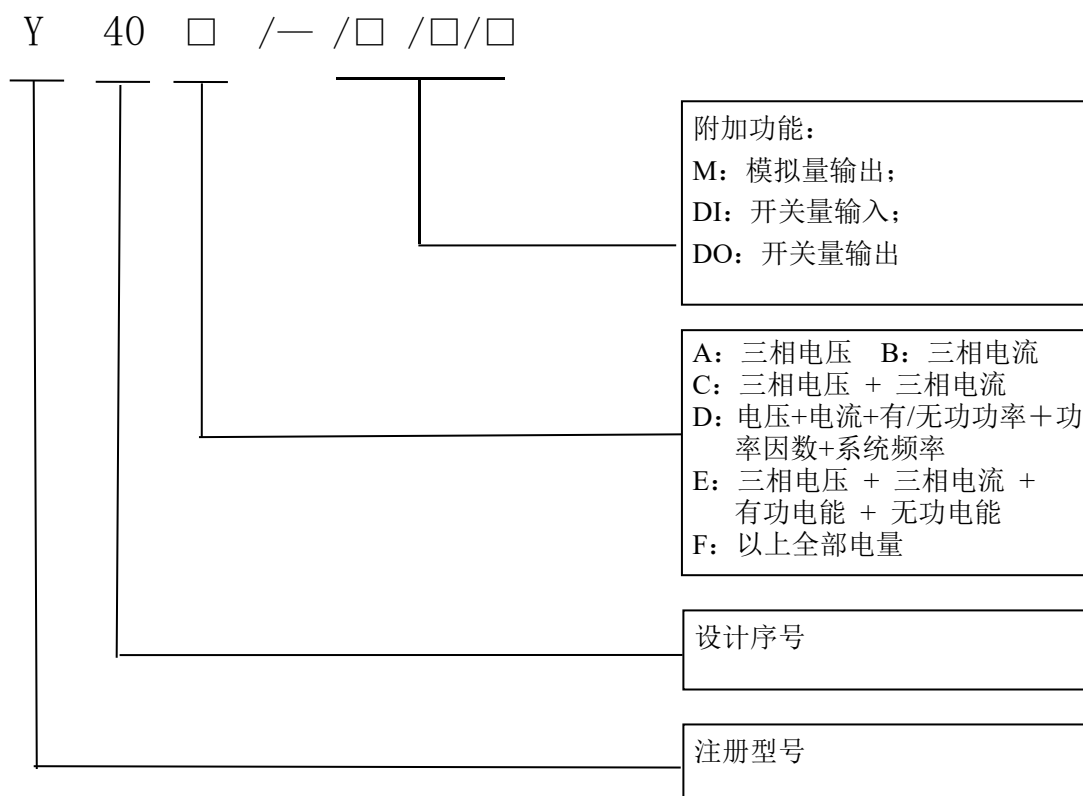 Y 40 □ /— /□ /□/□
附加功能：
M：模拟量输出；
DI：开关量输入；
DO：开关量输出
A：三相电压 B：三相电流
C：三相电压 + 三相电流
D：电压+电流+有/无功功率＋功
率因数+系统频率
E：三相电压 + 三相电流 +
有功电能 + 无功电能
F：以上全部电量
设计序号
注册型号